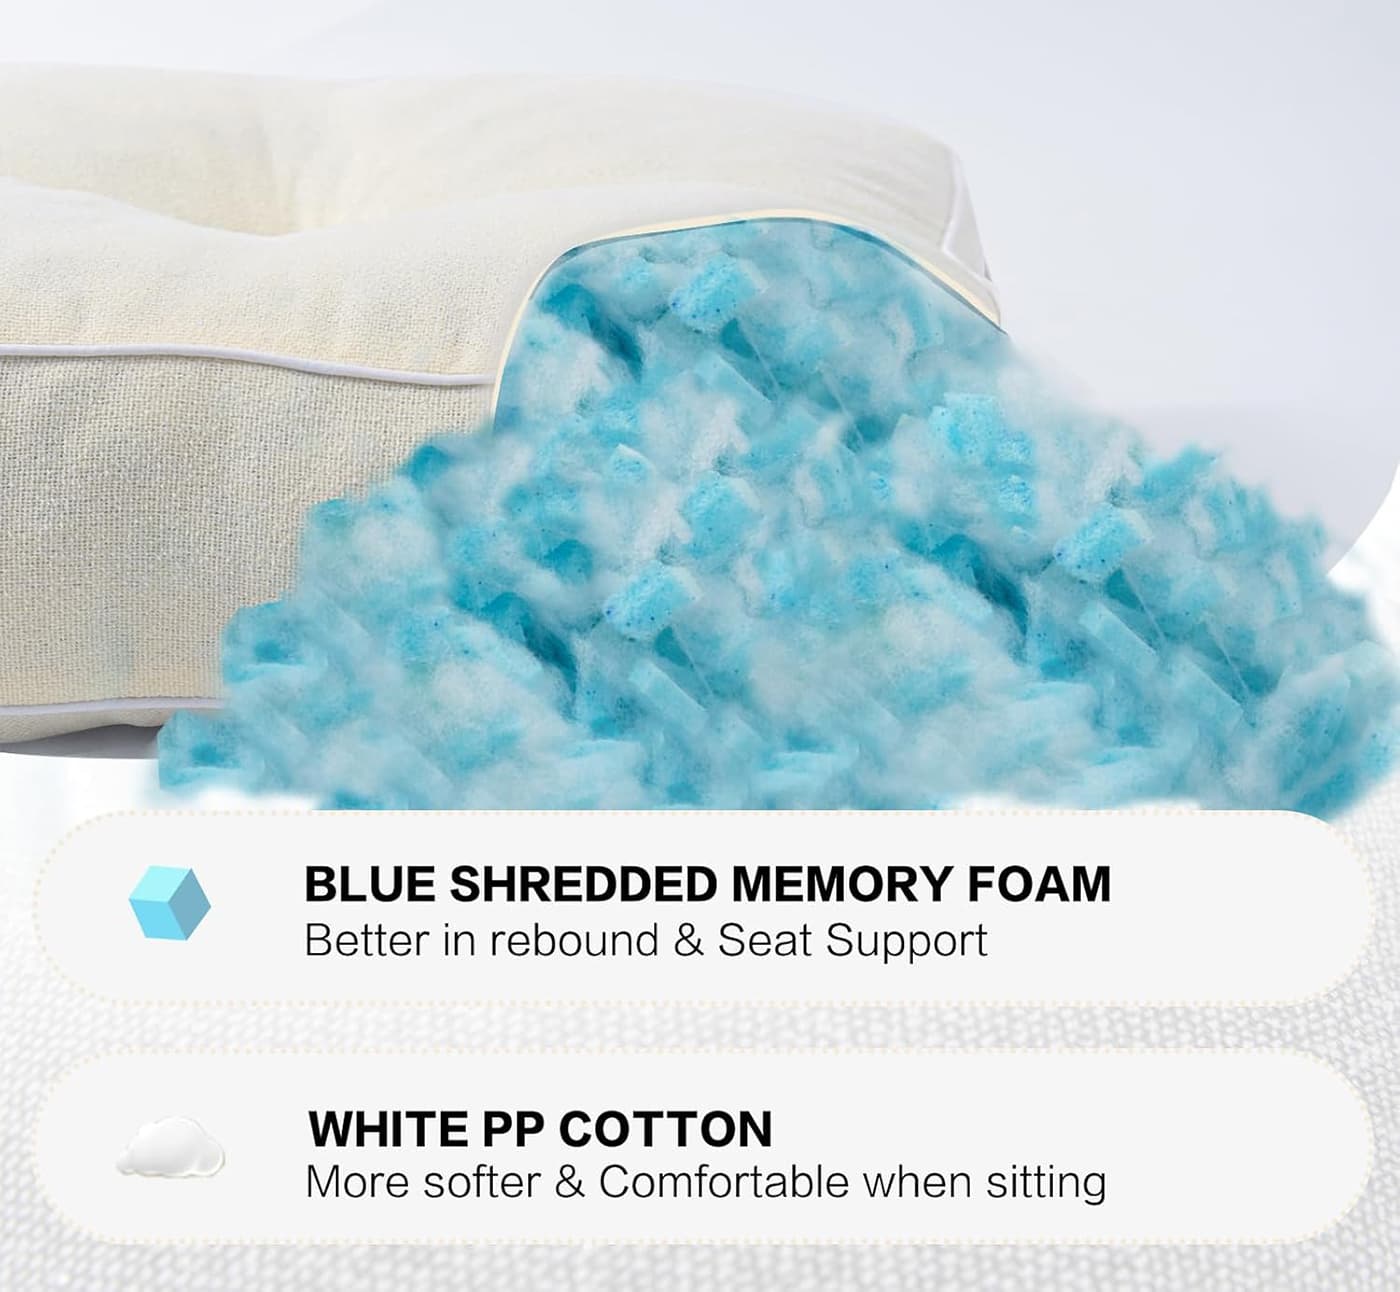 BLUE SHREDDED MEMORY FOAM
Better in rebound & Seat Support
WHITE PP COTTON
More softer & Comfortable when sitting